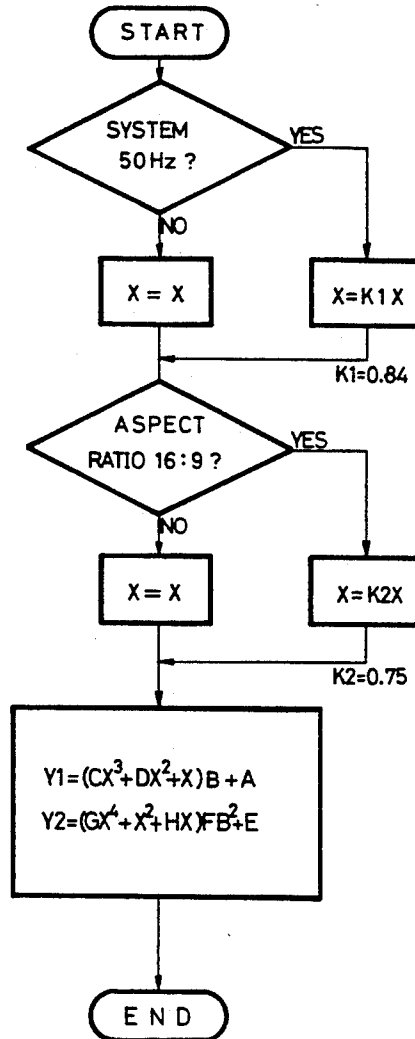 START
SYSTEM
50Hz ?
YES
NO
X = X
X=K1X
K1=0.84
ASPECT
RATIO 16:9 ?
YES
NO
X = X
X=K2X
K2=0.75
Y1=(CX³+DX²+X)B+A
Y2=(GX⁴+X²+HX)FB²+E
END